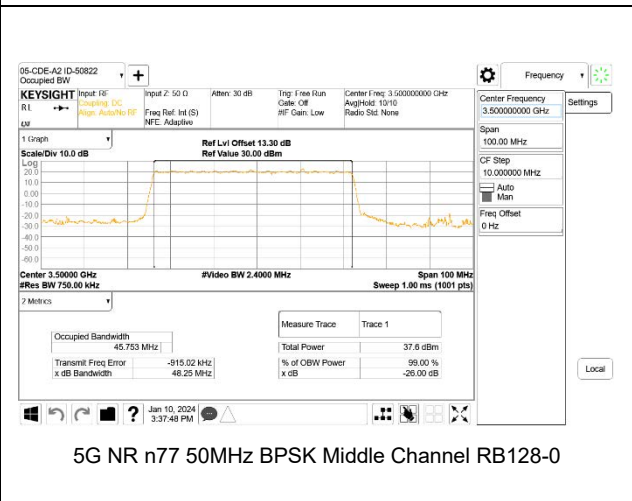 05-CDE-A2 ID-50822
Occupied BW
Frequency
KEYSIGHT Input: RF Input Z: 50 Ω Atten: 30 dB Trig: Free Run Center Freq: 3.500000000 GHz
RL Coupling: DC Gate: Off Avg|Hold: 10/10
Align: Auto/No RF Freq Ref: Int (S) #IF Gain: Low Radio Std: None
NFE: Adaptive
Center Frequency
3.500000000 GHz
Settings
Span
100.00 MHz
CF Step
10.000000 MHz
Auto
Man
Freq Offset
0 Hz
Local
1 Graph
Ref Lvl Offset 13.30 dB
Scale/Div 10.0 dB Ref Value 30.00 dBm
Log
20.0
10.0
0.00
-10.0
-20.0
-30.0
-40.0
-50.0
-60.0
Center 3.50000 GHz #Video BW 2.4000 MHz Span 100 MHz
#Res BW 750.00 kHz Sweep 1.00 ms (1001 pts)
2 Metrics
Measure Trace Trace 1
Occupied Bandwidth
45.753 MHz Total Power 37.6 dBm
Transmit Freq Error -915.02 kHz % of OBW Power 99.00 %
x dB Bandwidth 48.25 MHz x dB -26.00 dB
Jan 10, 2024
3:37:48 PM
5G NR n77 50MHz BPSK Middle Channel RB128-0